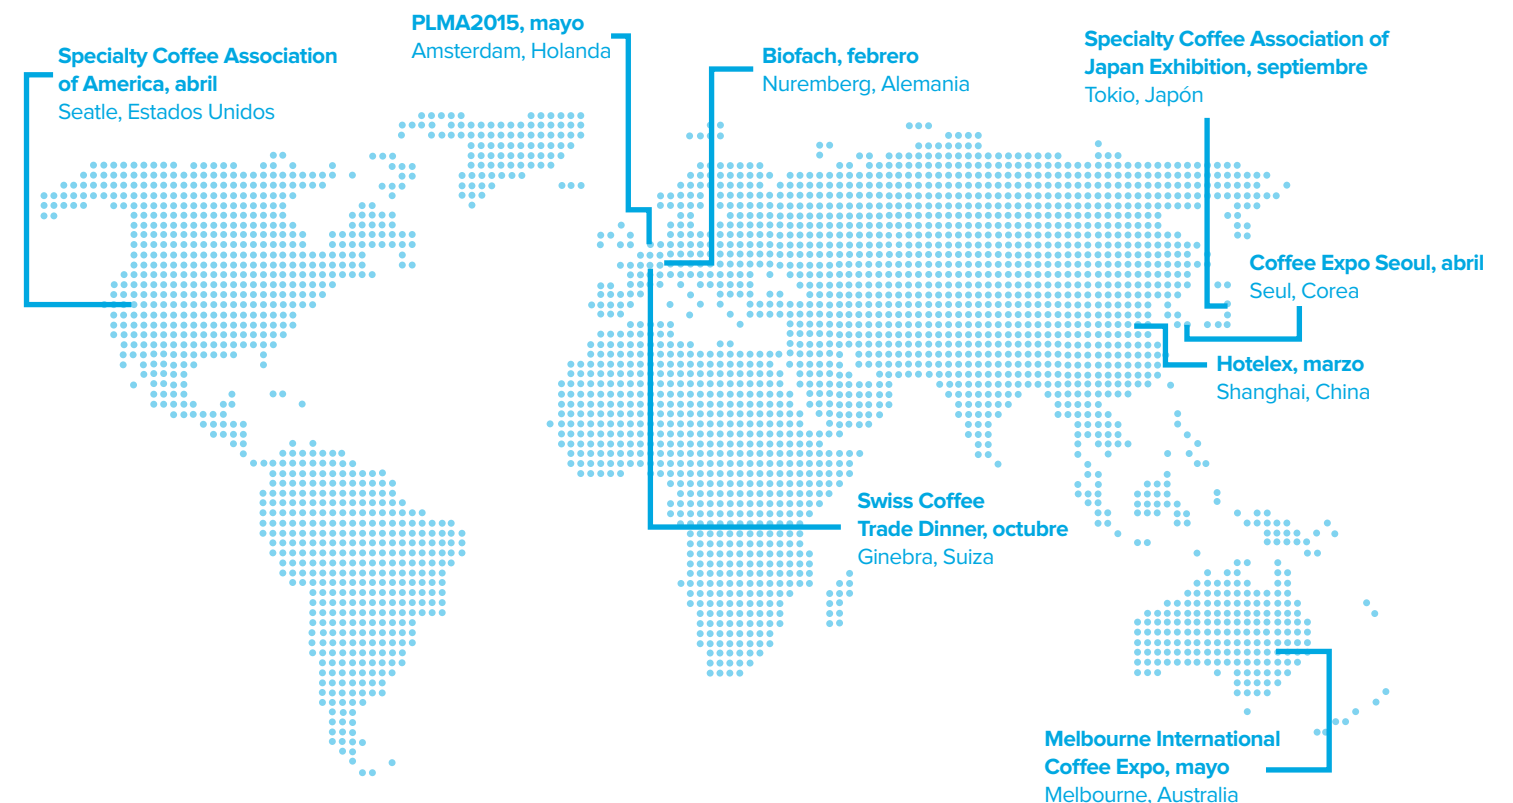 PLMA2015, mayo
Amsterdam, Holanda
Specialty Coffee Association
of America, abril
Seatle, Estados Unidos
Biofach, febrero
Nuremberg, Alemania
Specialty Coffee Association of
Japan Exhibition, septiembre
Tokio, Japón
Coffee Expo Seoul, abril
Seul, Corea
Hotelex, marzo
Shanghai, China
Swiss Coffee
Trade Dinner, octubre
Ginebra, Suiza
Melbourne International
Coffee Expo, mayo
Melbourne, Australia